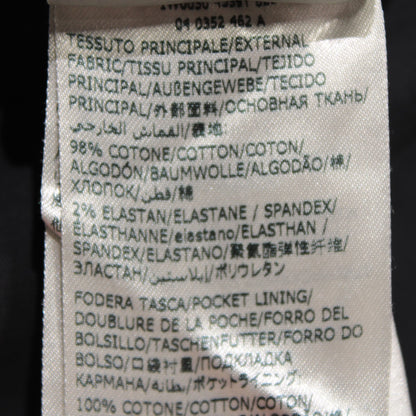 04 0352 462 A
TESSUTO PRINCIPALE/EXTERNAL
FABRIC/TISSU PRINCIPAL/TEJIDO
PRINCIPAL/AUßENGEWEBE/TECIDO
PRINCIPAL/外部面料/ОСНОВНАЯ ТКАНЬ/
القماش الخارجي/表地:
98% COTONE/COTTON/COTON/
ALGODÓN/BAUMWOLLE/ALGODÃO/棉/
ХЛОПОК/قطن/綿
2% ELASTAN/ELASTANE / SPANDEX/
ÉLASTHANNE/elastano/ELASTHAN /
SPANDEX/ELASTANO/聚氨酯弹性纤维/
ЭЛАСТАН/إيلاستين/ポリウレタン
FODERA TASCA/POCKET LINING/
DOUBLURE DE LA POCHE/FORRO DEL
BOLSILLO/TASCHENFUTTER/FORRO DO
BOLSO/口袋衬里/ПОДКЛАДКА
КАРМАНА/بطانة/ポケットライニング
100% COTONE/COTTON/COTON/